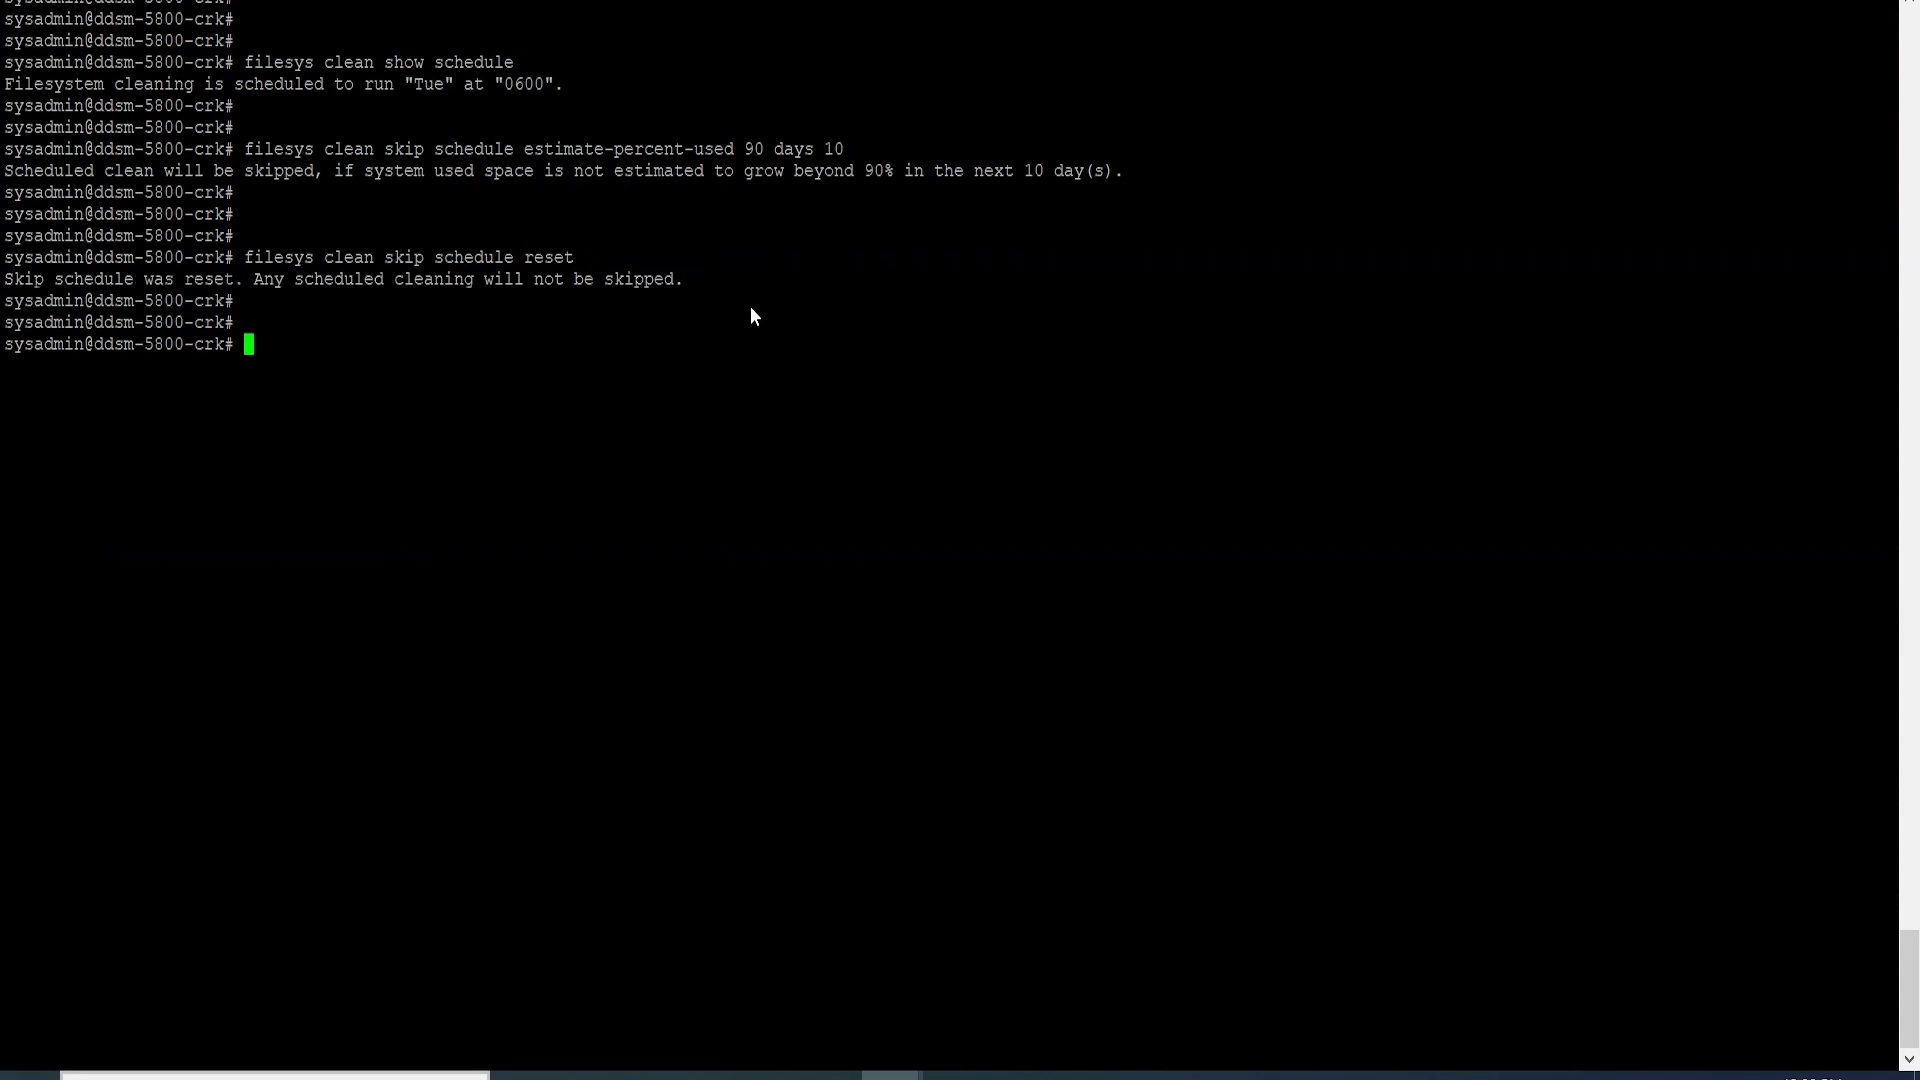 sysadmin@ddsm-5800-crk#
sysadmin@ddsm-5800-crk#
sysadmin@ddsm-5800-crk# filesys clean show schedule
Filesystem cleaning is scheduled to run "Tue" at "0600".
sysadmin@ddsm-5800-crk#
sysadmin@ddsm-5800-crk#
sysadmin@ddsm-5800-crk# filesys clean skip schedule estimate-percent-used 90 days 10
Scheduled clean will be skipped, if system used space is not estimated to grow beyond 90% in the next 10 day(s).
sysadmin@ddsm-5800-crk#
sysadmin@ddsm-5800-crk#
sysadmin@ddsm-5800-crk#
sysadmin@ddsm-5800-crk# filesys clean skip schedule reset
Skip schedule was reset. Any scheduled cleaning will not be skipped.
sysadmin@ddsm-5800-crk#
sysadmin@ddsm-5800-crk#
sysadmin@ddsm-5800-crk#